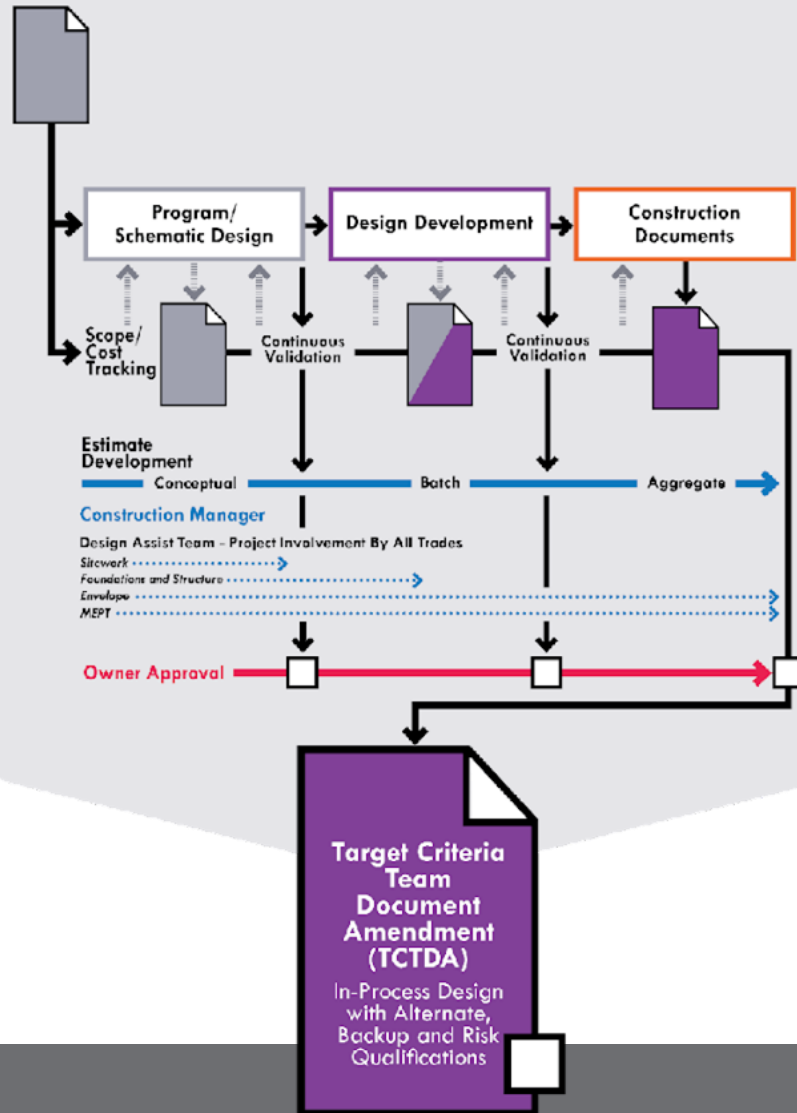 Program/
Schematic Design
Design Development
Construction
Documents
Scope/
Cost
Tracking
Continuous
Validation
Continuous
Validation
Estimate
Development
Conceptual
Batch
Aggregate
Construction Manager
Design Assist Team - Project Involvement By All Trades
Sitework
Foundations and Structure
Envelope
MEPT
Owner Approval
Target Criteria
Team
Document
Amendment
(TCTDA)
In-Process Design
with Alternate,
Backup and Risk
Qualifications